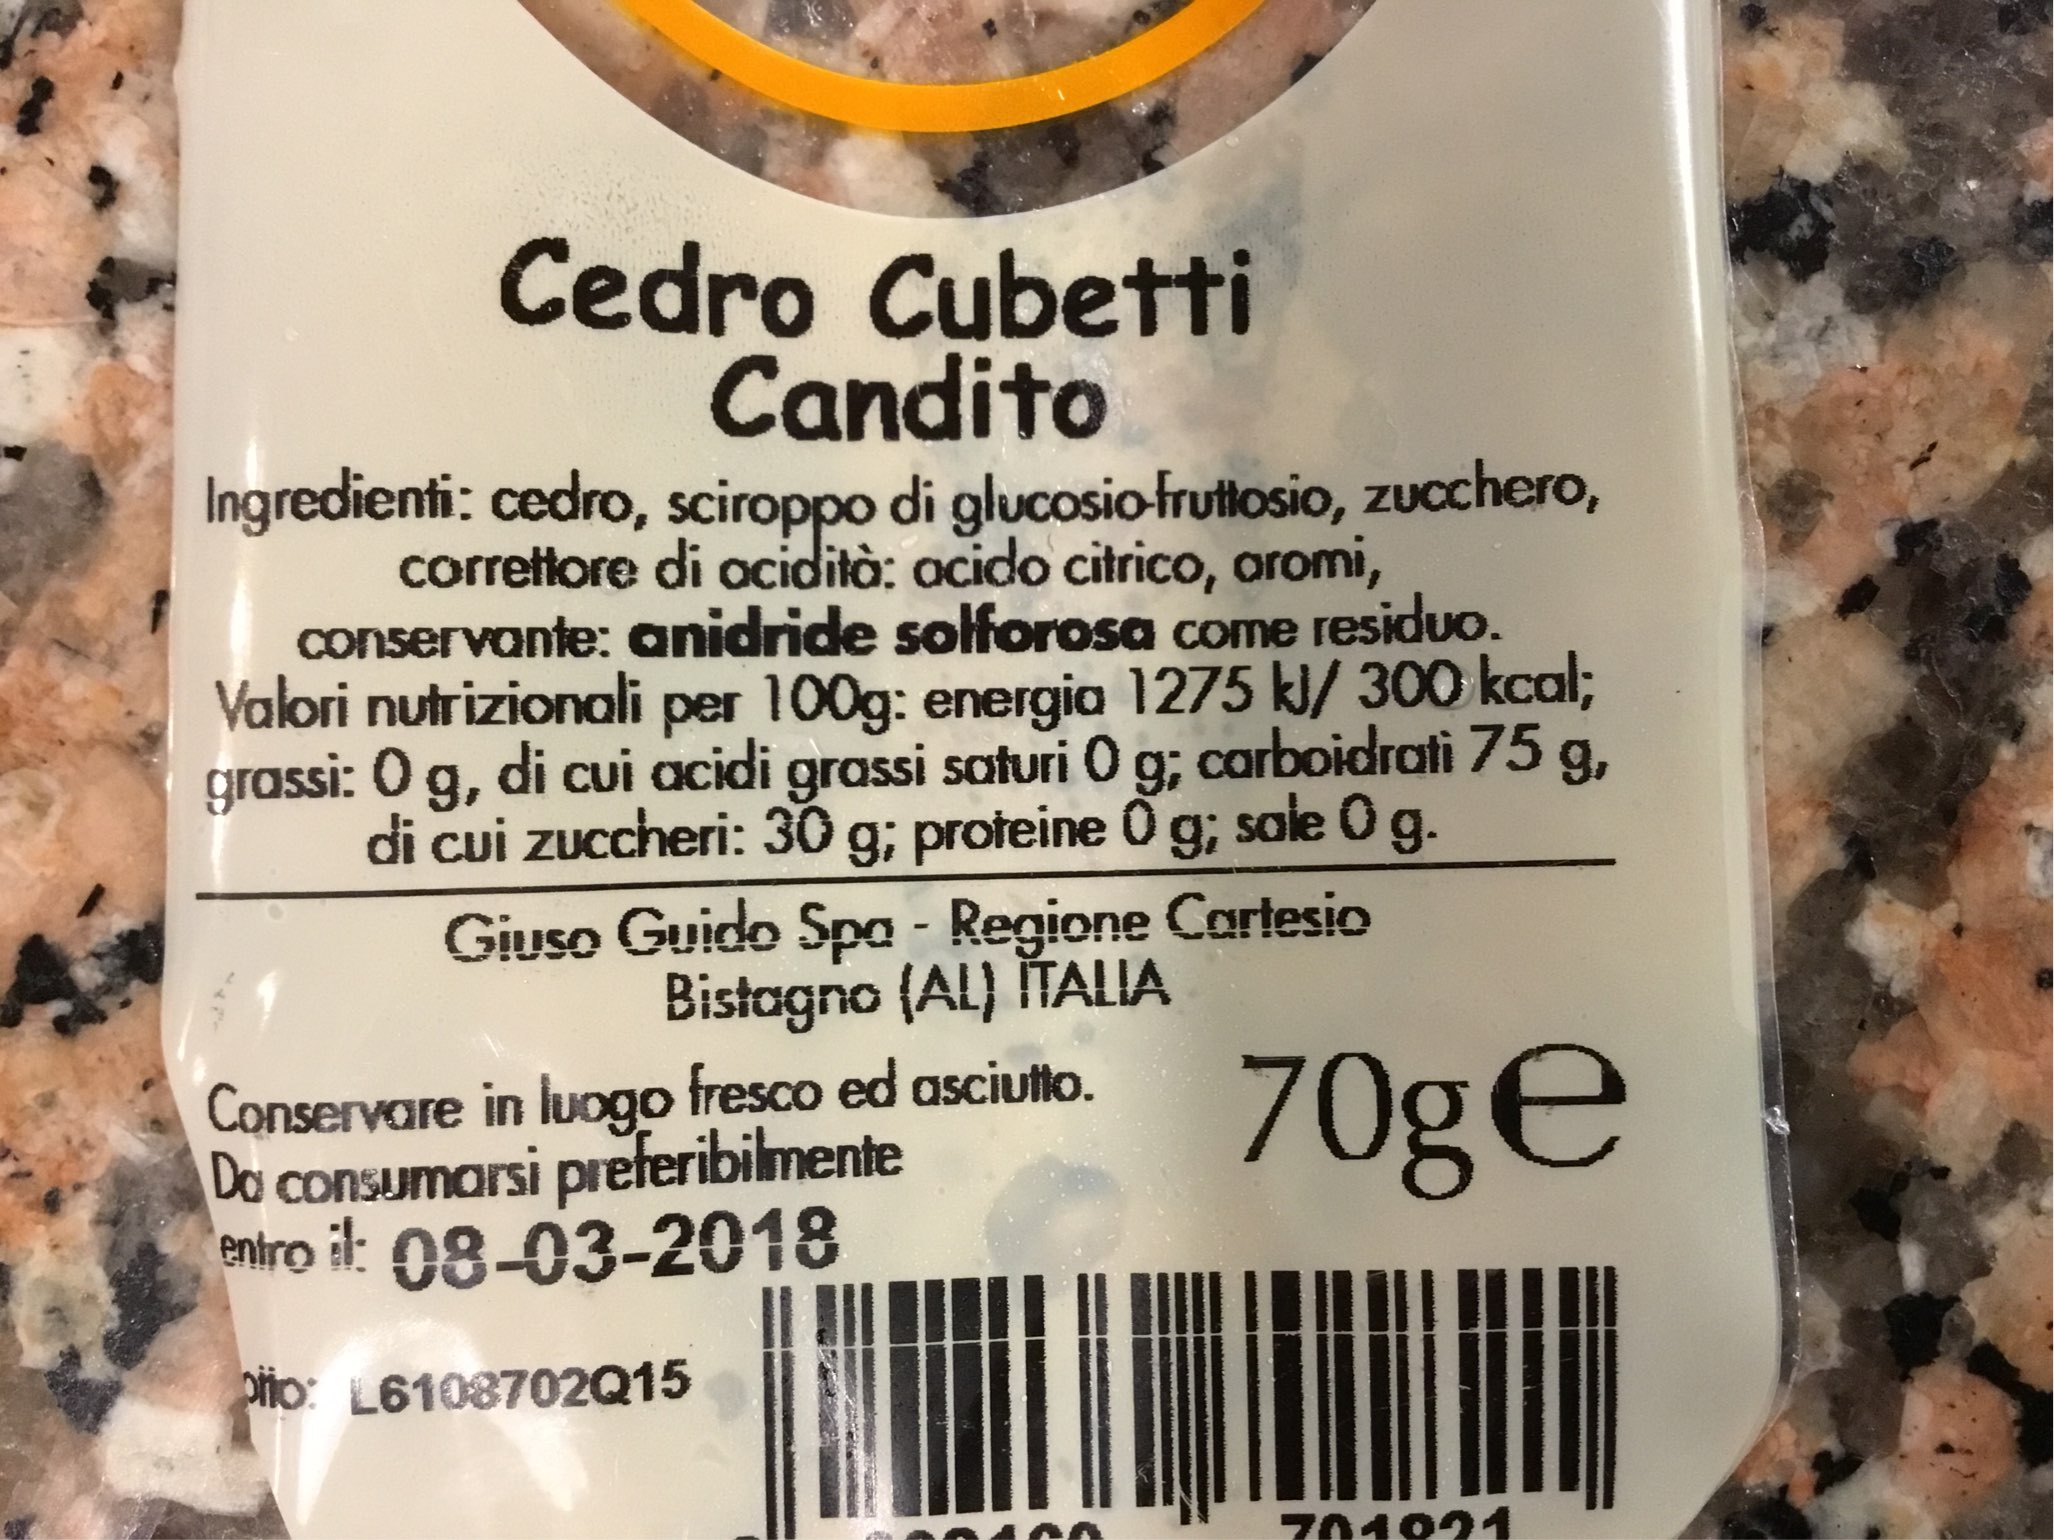 Cedro Cubetti
Candito
Ingredienti: cedro, sciroppo di glucosio-fruttosio, zucchero,
correttore di acidità: acido citrico, aromi,
conservante: anidride solforosa come residuo.
Valori nutrizionali per 100g: energia 1275 kJ/ 300 kcal;
grassi: 0 g, di cui acidi grassi saturi 0 g; carboidrati 75 g,
di cui zuccheri: 30 g; proteine 0 g; sale 0 g.
Giuso Guido Spa - Regione Cartesio
Bistagno (AL) ITALIA
Conservare in luogo fresco ed asciutto.
70g e
Da consumarsi preferibilmente
entro il: 08-03-2018
L6108702Q15
701821